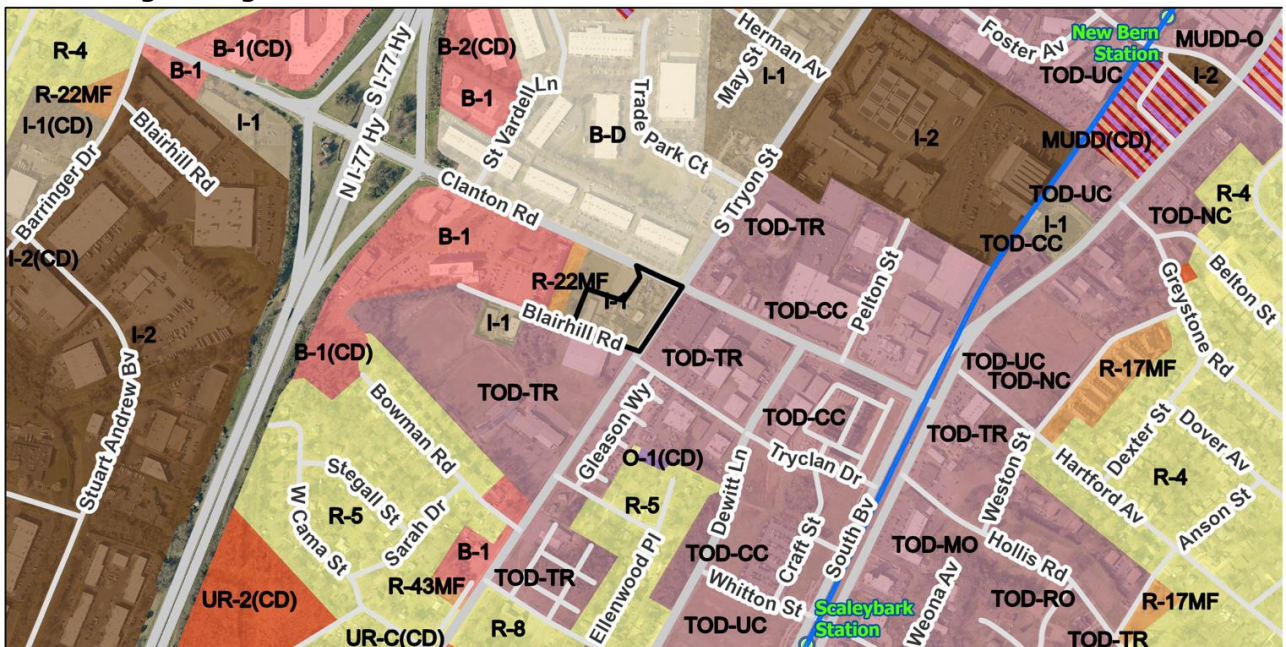 R-4
B-1(CD)
B-1
R-22MF
I-1(CD)
I-1
Barringer Dr
Blairhill Rd
I-2(CD)
I-2
Stuart Andrew Bv
N I-77 Hy S I-77 Hy
B-2(CD)
B-1
St Vardell Ln
B-D
Trade Park Ct
May St
Herman Av
I-1
S Tryon St
Clanton Rd
B-1
R-22MF
I-1
I-1
Blairhill Rd
B-1(CD)
TOD-TR
TOD-TR
TOD-TR
TOD-CC
Pelton St
I-2
Foster Av
New Bern
Station
TOD-UC
MUDD-O
I-2
MUDD(CD)
TOD-UC
I-1
TOD-CC
TOD-NC
R-4
Belton St
Greystone Rd
TOD-UC
TOD-NC
R-17MF
TOD-CC
TOD-TR
Bowman Rd
Gleason Wy
O-1(CD)
Tryclan Dr
Dewitt Ln
Stegall St
W Cama St
R-5
Sarah Dr
R-5
Weston St
Hartford Av
Dexter St
Dover Av
R-4
Anson St
UR-2(CD)
B-1
R-43MF
TOD-TR
UR-C(CD)
R-8
Ellenwood Pl
TOD-CC
Craft St
South Bv
Whitton St
TOD-UC
Scaleybark
Station
TOD-MO
Hollis Rd
Weona Av
TOD-RO
R-17MF
TOD-TR